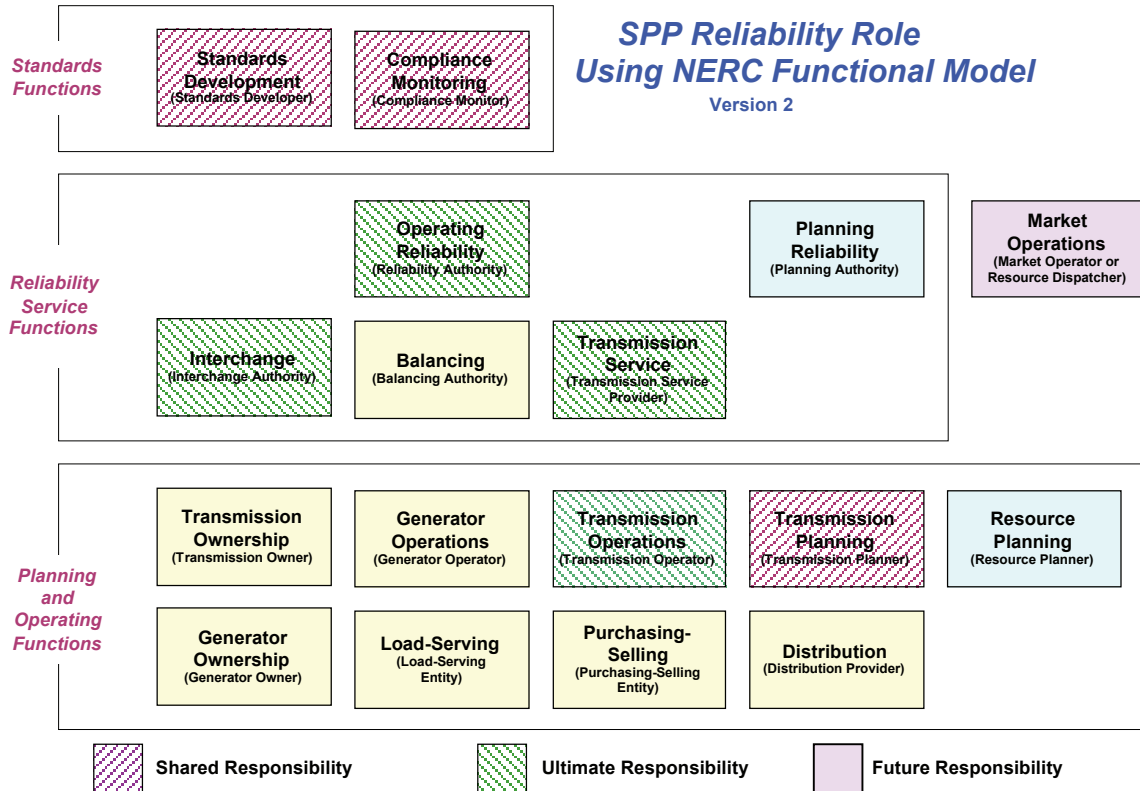 SPP Reliability Role
Using NERC Functional Model
Version 2
Standards
Functions
Standards
Development
(Standards Developer)
Compliance
Monitoring
(Compliance Monitor)
Reliability
Service
Functions
Operating
Reliability
(Reliability Authority)
Planning
Reliability
(Planning Authority)
Market
Operations
(Market Operator or
Resource Dispatcher)
Interchange
(Interchange Authority)
Balancing
(Balancing Authority)
Transmission
Service
(Transmission Service
Provider)
Planning
and
Operating
Functions
Transmission
Ownership
(Transmission Owner)
Generator
Operations
(Generator Operator)
Transmission
Operations
(Transmission Operator)
Transmission
Planning
(Transmission Planner)
Resource
Planning
(Resource Planner)
Generator
Ownership
(Generator Owner)
Load-Serving
(Load-Serving
Entity)
Purchasing-
Selling
(Purchasing-Selling
Entity)
Distribution
(Distribution Provider)
Shared Responsibility
Ultimate Responsibility
Future Responsibility